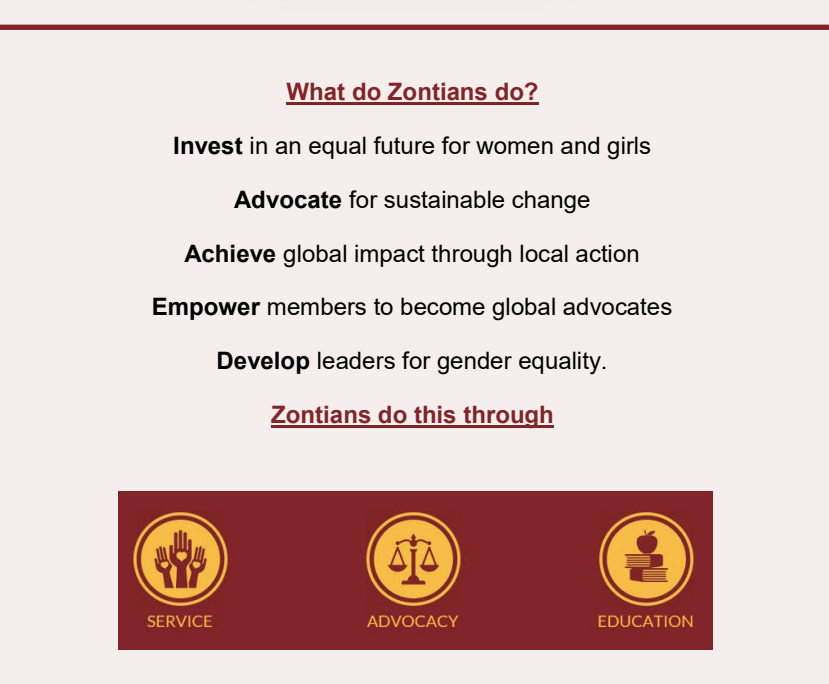 What do Zontians do?
Invest in an equal future for women and girls
Advocate for sustainable change
Achieve global impact through local action
Empower members to become global advocates
Develop leaders for gender equality.
Zontians do this through
SERVICE
ADVOCACY
EDUCATION